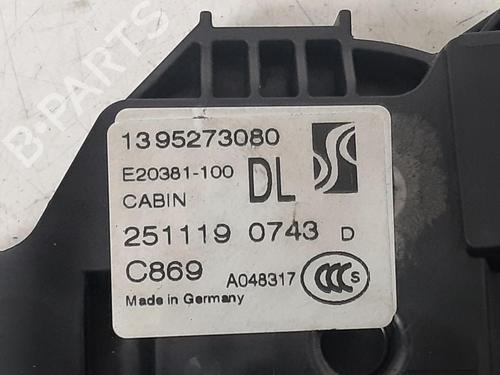 B-PARTS
1395273080
E20381-100
DL
CABIN
251119 0743 D
C869 A048317 CCC S
Made in Germany